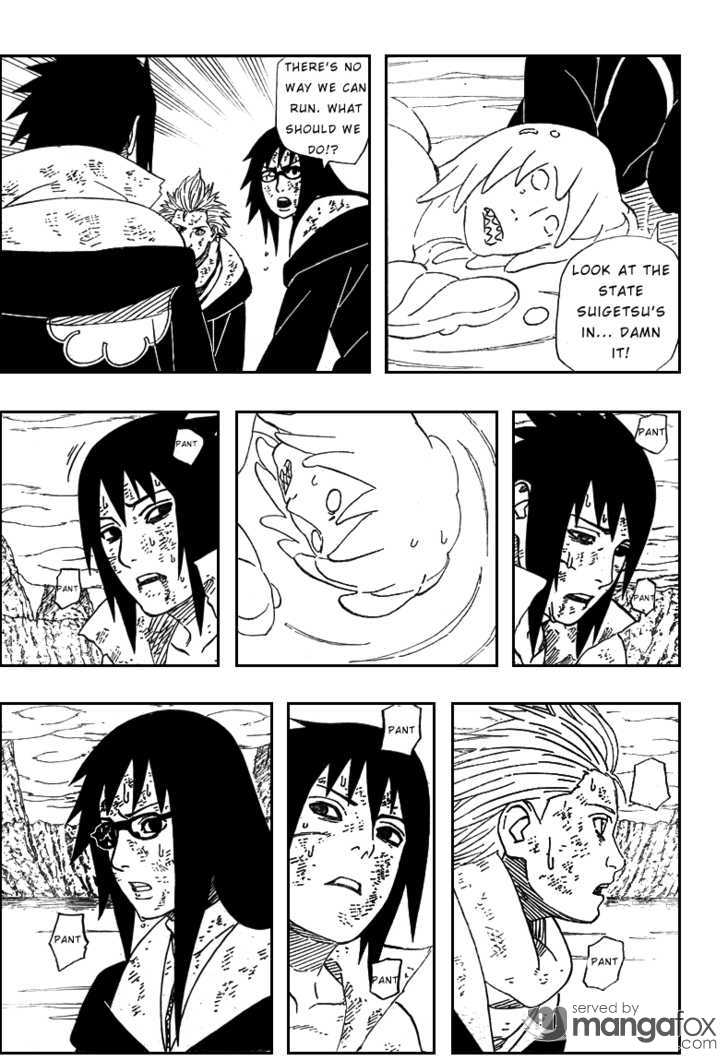 LOOK AT THE
STATE
SUIGETSU'S
IN... DAMN
IT!
THERE'S NO
WAY WE CAN
RUN. WHAT
SHOULD WE
DO!?
PANT
PANT
PANT
PANT
PANT
PANT
PANT
PANT
served by
mangafox
.com